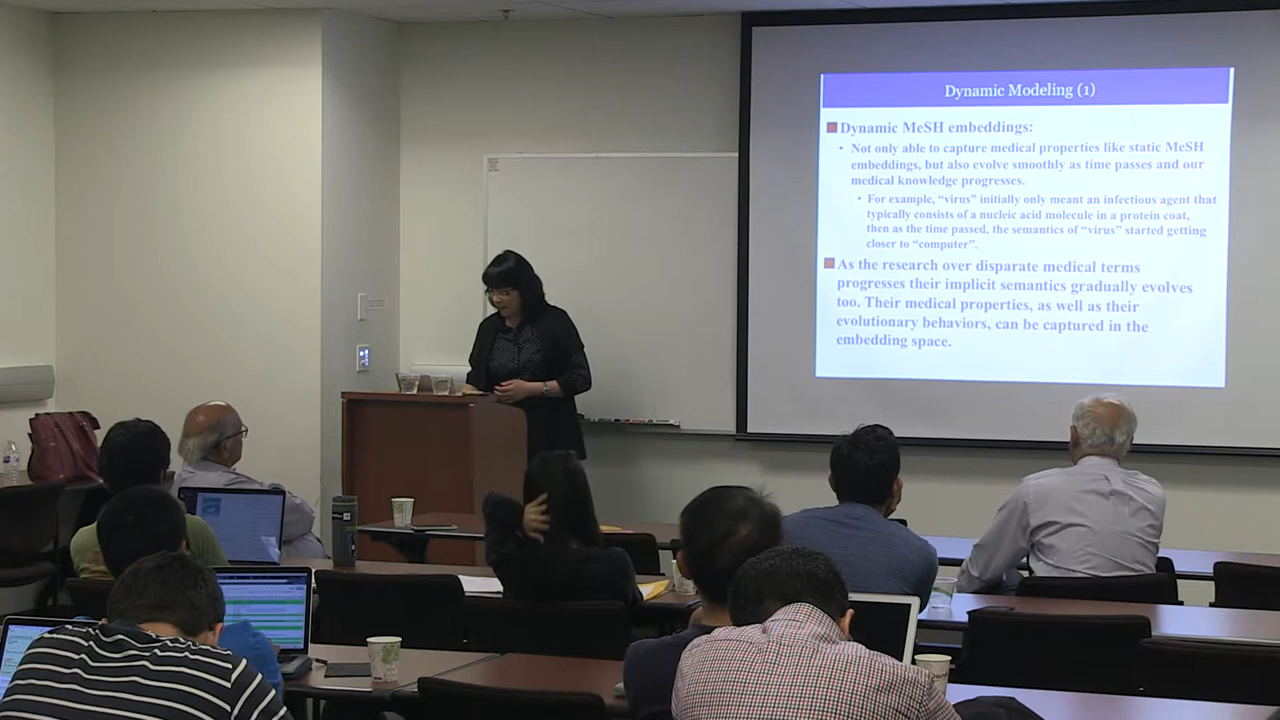 Dynamic Modeling (1)
Dynamic MeSH embeddings:
• Not only able to capture medical properties like static MeSH
embeddings, but also evolve smoothly as time passes and our
medical knowledge progresses.
• For example, “virus” initially only meant an infectious agent that
typically consists of a nucleic acid molecule in a protein coat,
then as the time passed, the semantics of “virus” started getting
closer to “computer”.
As the research over disparate medical terms
progresses their implicit semantics gradually evolves
too. Their medical properties, as well as their
evolutionary behaviors, can be captured in the
embedding space.